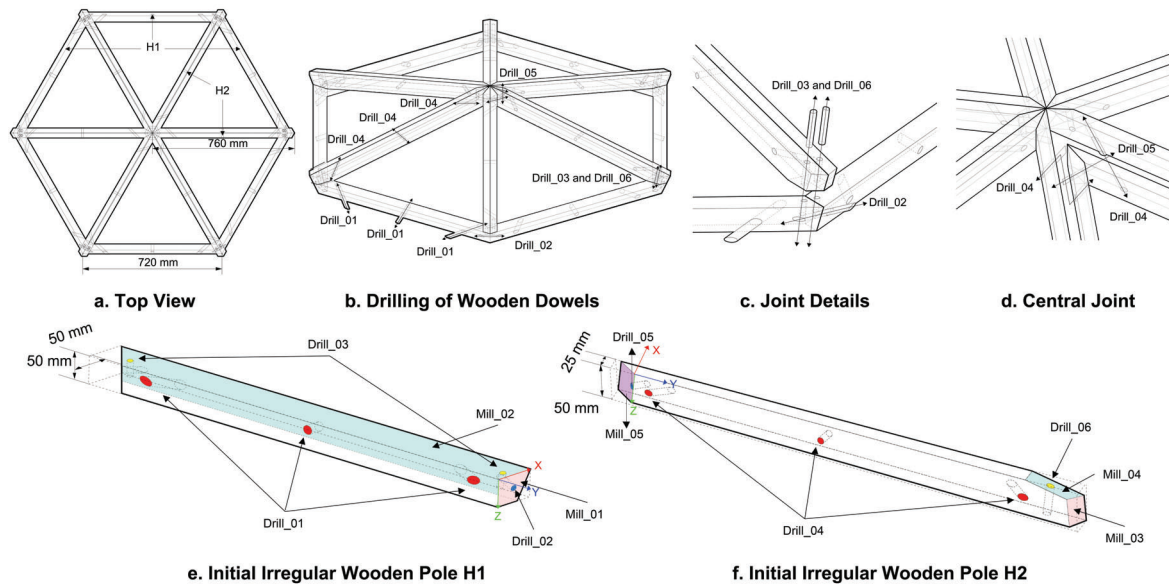 H1
H2
760 mm
720 mm
a. Top View
Drill_05
Drill_04
Drill_04
Drill_04
Drill_03 and Drill_06
Drill_01
Drill_01
Drill_01
Drill_02
b. Drilling of Wooden Dowels
Drill_03 and Drill_06
Drill_02
c. Joint Details
Drill_05
Drill_04
Drill_04
d. Central Joint
50 mm
50 mm
Drill_03
Mill_02
X
Y
Z
Mill_01
Drill_01
Drill_02
e. Initial Irregular Wooden Pole H1
25 mm
50 mm
Drill_05
X
Y
Z
Mill_05
Drill_06
Mill_04
Drill_04
Mill_03
f. Initial Irregular Wooden Pole H2